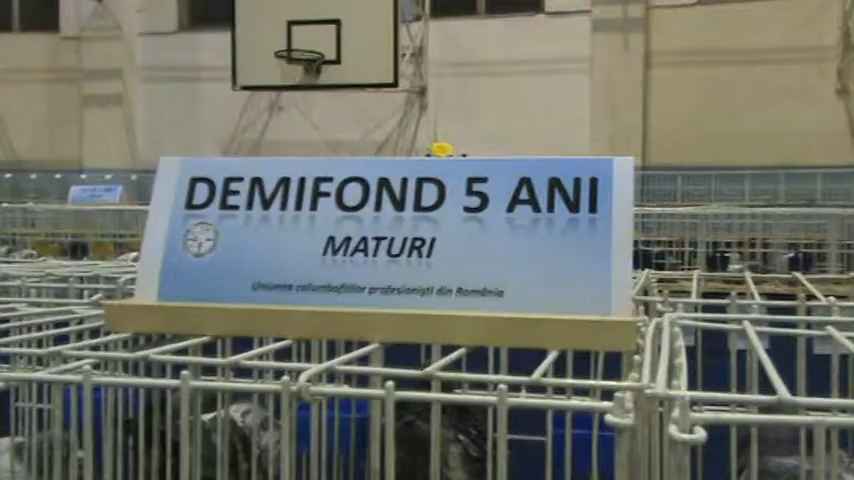 DEMIFOND 5 ANI
MATURI
Uniunea columbofililor profesioniști din România